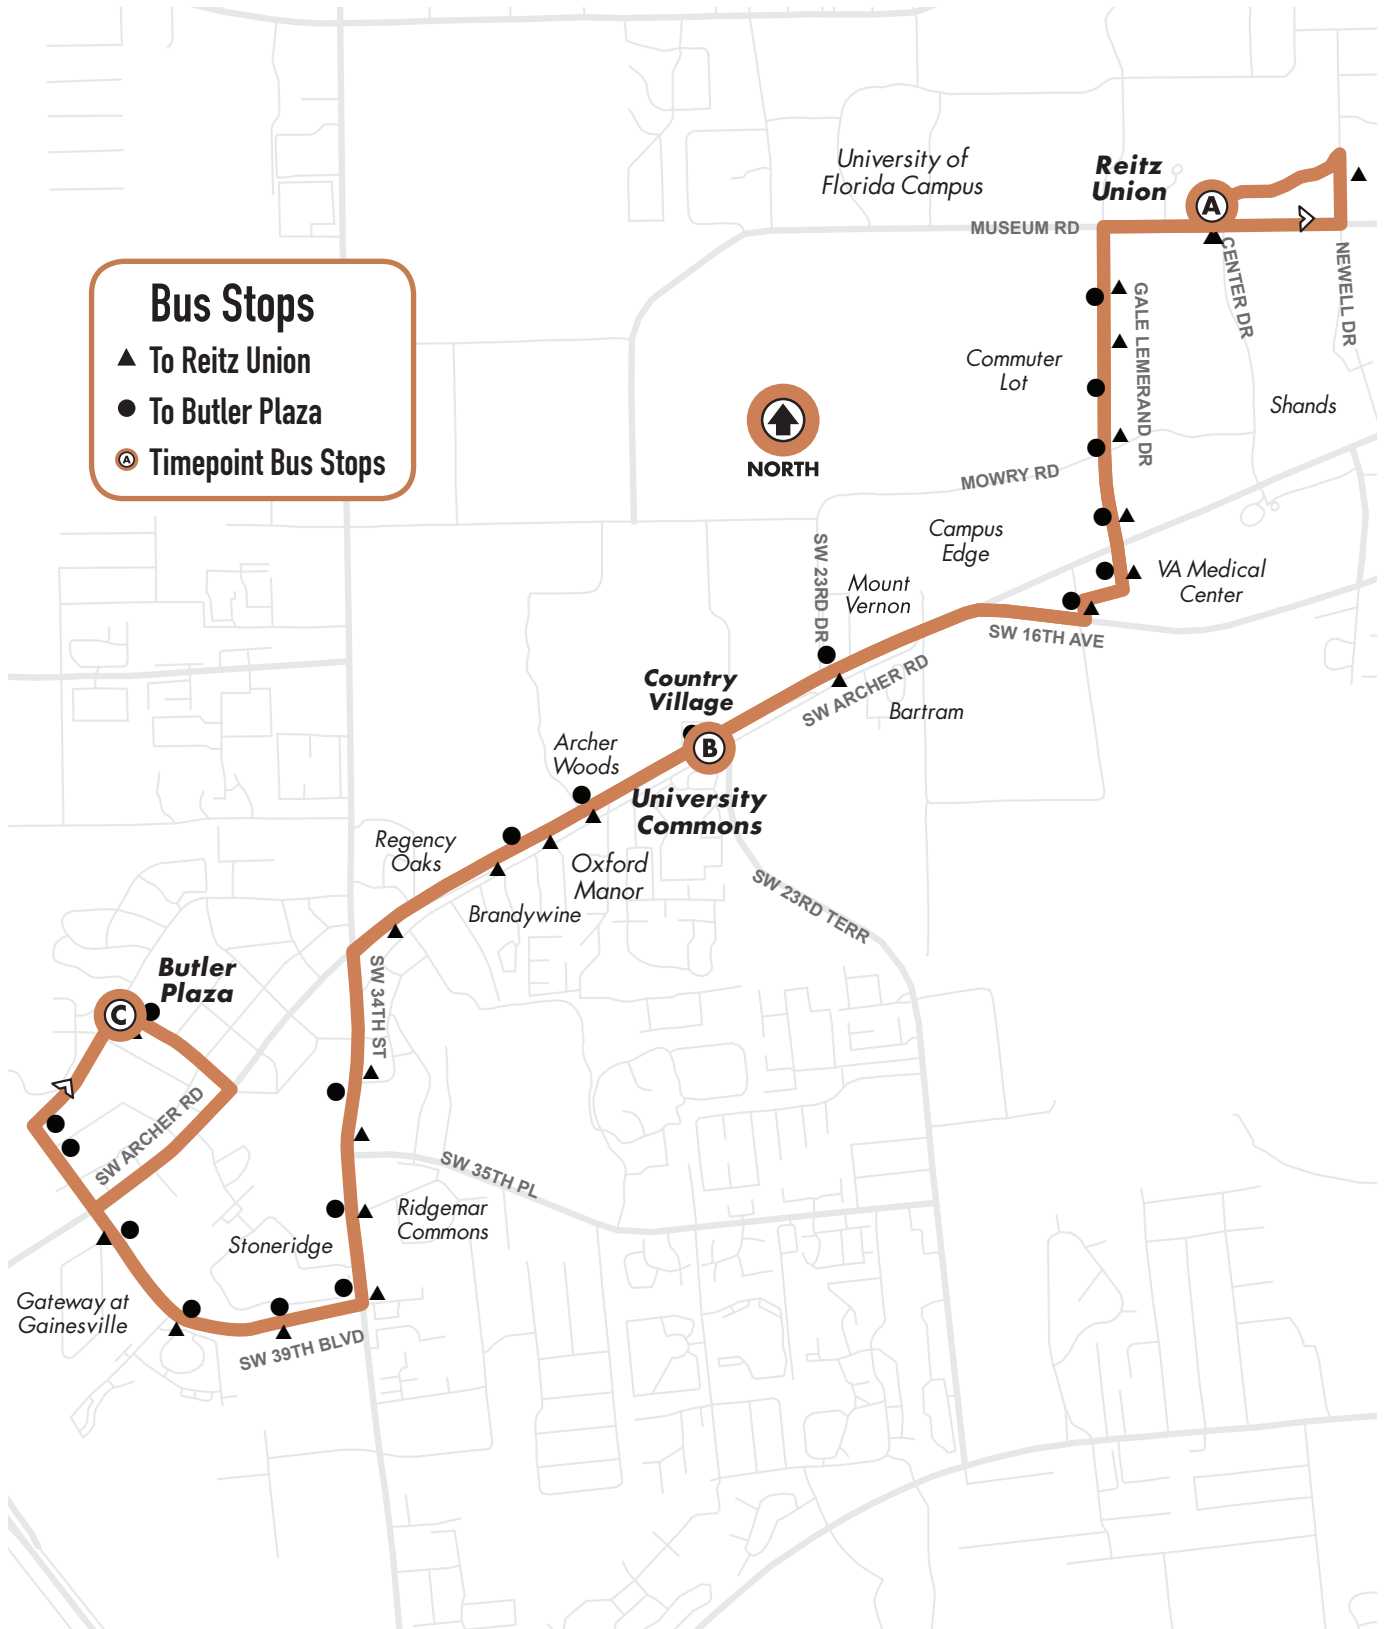 University of
Florida Campus
Reitz
Union
A
MUSEUM RD
CENTER DR
NEWELL DR
GALE LEMERAND DR
Bus Stops
To Reitz Union
To Butler Plaza
A
Timepoint Bus Stops
Commuter
Lot
Shands
NORTH
MOWRY RD
Campus
Edge
SW 23RD DR
Mount
Vernon
VA Medical
Center
SW 16TH AVE
SW ARCHER RD
Bartram
Country
Village
B
Archer
Woods
University
Commons
Regency
Oaks
Oxford
Manor
Brandywine
SW 23RD TERR
Butler
Plaza
C
SW 34TH ST
SW ARCHER RD
SW 35TH PL
Ridgemar
Commons
Stoneridge
Gateway at
Gainesville
SW 39TH BLVD